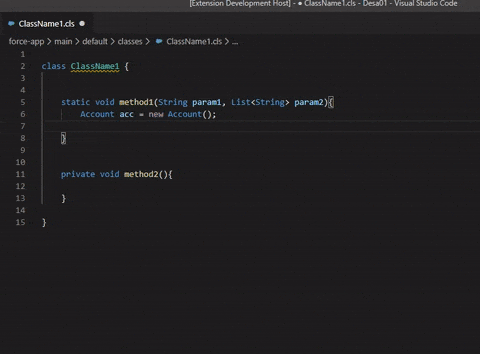 [Extension Development Host] - ● ClassName1.cls - Desa01 - Visual Studio Code
ClassName1.cls ●
force-app > main > default > classes > ClassName1.cls > ...
1
2 class ClassName1 {
3
4
5 static void method1(String param1, List<String> param2){
6 Account acc = new Account();
7
8 }
9
10
11 private void method2(){
12
13 }
14
15 }